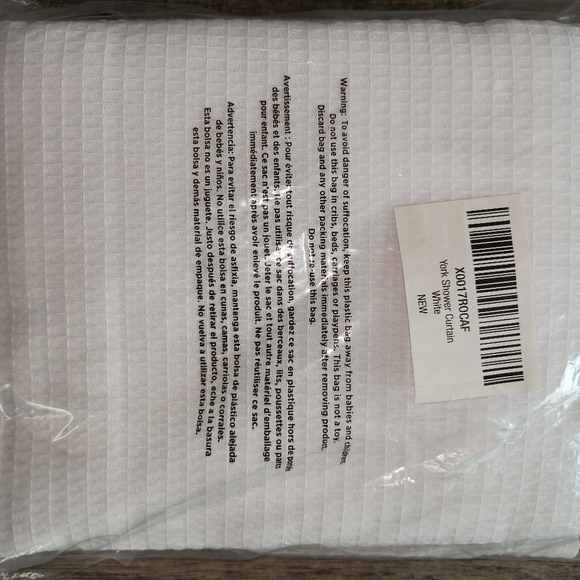 X0017R0CAF
York Shower Curtain
White
NEW
Warning: To avoid danger of suffocation, keep this plastic bag away from babies and children.
Do not use this bag in cribs, beds, carriages or playpens. This bag is not a toy.
Discard bag and any other packing materials immediately after removing product.
Do not re-use this bag.
Avertissement : Pour éviter tout risque de suffocation, gardez ce sac en plastique hors de portée
des bébés et des enfants. Ne pas utiliser ce sac dans des berceaux, lits, poussettes ou parcs
pour enfant. Ce sac n'est pas un jouet. Jeter le sac et tout autre matériel d'emballage
immédiatement après avoir enlevé le produit. Ne pas réutiliser ce sac.
Advertencia: Para evitar el riesgo de asfixia, mantenga esta bolsa de plástico alejada
de bebés y niños. No utilice esta bolsa en cunas, camas, carriolas o corrales.
Esta bolsa no es un juguete. Justo después de retirar el producto, eche a la basura
esta bolsa y demás material de empaque. No vuelva a utilizar esta bolsa.